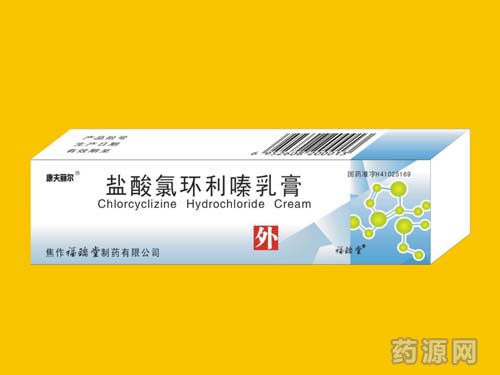 产品批号
生产日期
有效期至
康夫丽尔®
盐酸氯环利嗪乳膏
Chlorcyclizine Hydrochloride Cream
国药准字H41025169
外
焦作福瑞堂制药有限公司
福瑞堂®
药源网